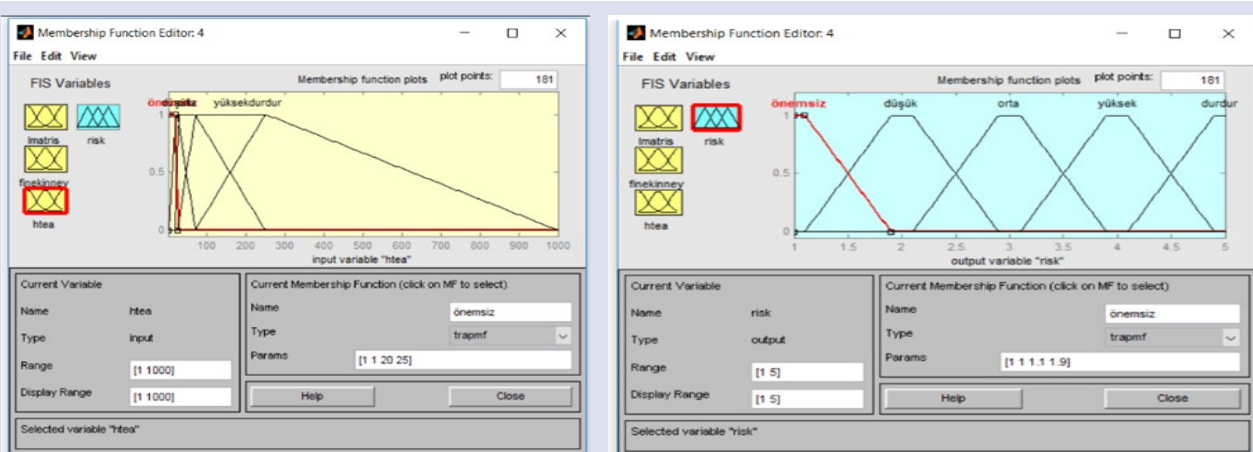 Membership Function Editor: 4
File Edit View
FIS Variables
Membership function plots
plot points:
181
lmatris
risk
finekinney
htea
yüksekdurdur
1
0.5
0
100 200 300 400 500 600 700 800 900 1000
input variable "htea"
Current Variable
Name htea
Type input
Range [1 1000]
Display Range [1 1000]
Current Membership Function (click on MF to select)
Name önemsiz
Type trapmf
Params [1 1 20 25]
Help Close
Selected variable "htea"
Membership Function Editor: 4
File Edit View
FIS Variables
Membership function plots
plot points:
181
lmatris
risk
finekinney
htea
önemsiz düşük orta yüksek durdur
1
0.5
0
1 1.5 2 2.5 3 3.5 4 4.5 5
output variable "risk"
Current Variable
Name risk
Type output
Range [1 5]
Display Range [1 5]
Current Membership Function (click on MF to select)
Name önemsiz
Type trapmf
Params [1 1 1.1 1.9]
Help Close
Selected variable "risk"